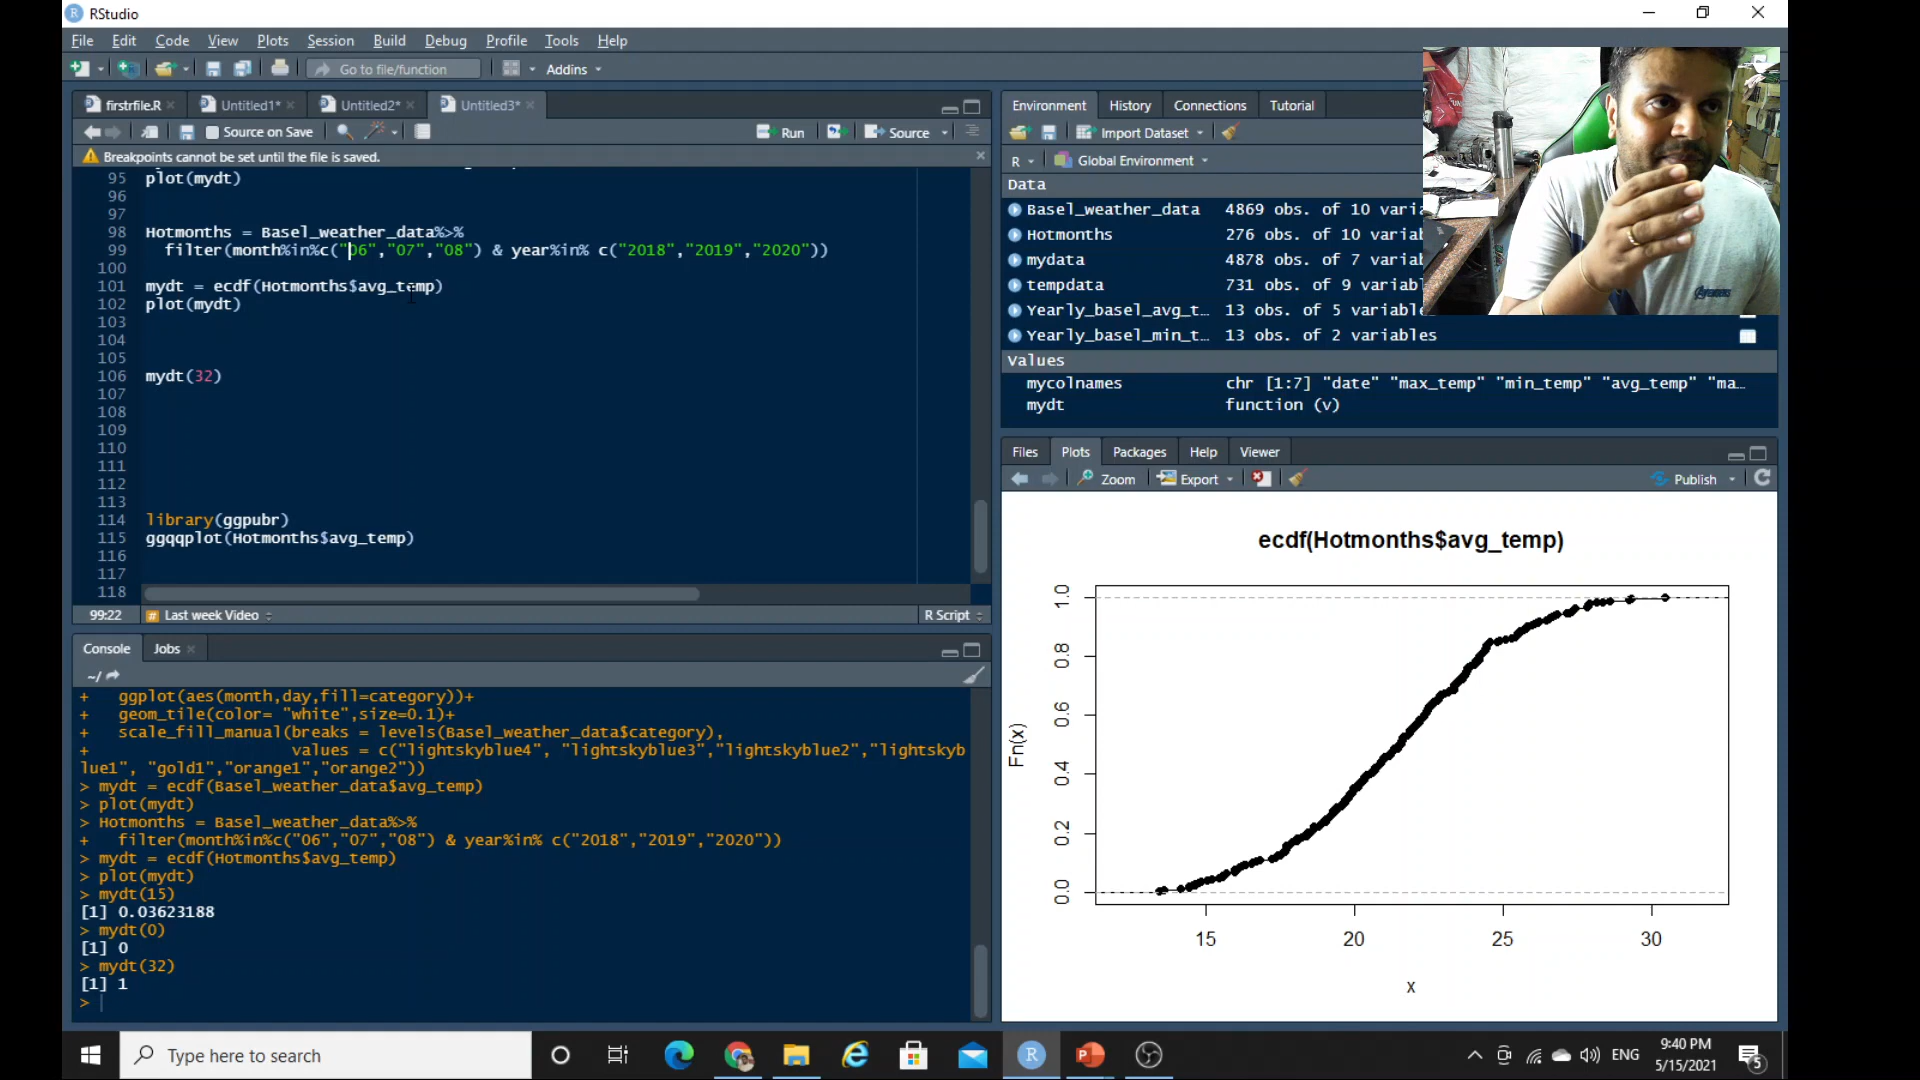 RStudio
File Edit Code View Plots Session Build Debug Profile Tools Help
Go to file/function Addins
firstrfile.R Untitled1* Untitled2* Untitled3*
Source on Save Run Source
Breakpoints cannot be set until the file is saved.
95 plot(mydt)
96
97
98 Hotmonths = Basel_weather_data%>%
99 filter(month%in%c("06","07","08") & year%in% c("2018","2019","2020"))
100
101 mydt = ecdf(Hotmonths$avg_temp)
102 plot(mydt)
103
104
105
106 mydt(32)
107
108
109
110
111
112
113
114 library(ggpubr)
115 ggqqplot(Hotmonths$avg_temp)
116
117
118
99:22 # Last week Video R Script
Console Jobs
~/
+ ggplot(aes(month,day,fill=category))+
+ geom_tile(color= "white",size=0.1)+
+ scale_fill_manual(breaks = levels(Basel_weather_data$category),
+ values = c("lightskyblue4", "lightskyblue3","lightskyblue2","lightskyb
lue1", "gold1","orange1","orange2"))
> mydt = ecdf(Basel_weather_data$avg_temp)
> plot(mydt)
> Hotmonths = Basel_weather_data%>%
+ filter(month%in%c("06","07","08") & year%in% c("2018","2019","2020"))
> mydt = ecdf(Hotmonths$avg_temp)
> plot(mydt)
> mydt(15)
[1] 0.03623188
> mydt(0)
[1] 0
> mydt(32)
[1] 1
>
Environment History Connections Tutorial
Import Dataset
R Global Environment
Data
Basel_weather_data 4869 obs. of 10 varia
Hotmonths 276 obs. of 10 variab
mydata 4878 obs. of 7 variab
tempdata 731 obs. of 9 variab
Yearly_basel_avg_t… 13 obs. of 5 variable
Yearly_basel_min_t… 13 obs. of 2 variables
Values
mycolnames chr [1:7] "date" "max_temp" "min_temp" "avg_temp" "ma…
mydt function (v)
Files Plots Packages Help Viewer
Zoom Export Publish
ecdf(Hotmonths$avg_temp)
Fn(x)
1.0
0.8
0.6
0.4
0.2
0.0
15 20 25 30
x
AVENGERS
Type here to search
ENG
9:40 PM
5/15/2021
5